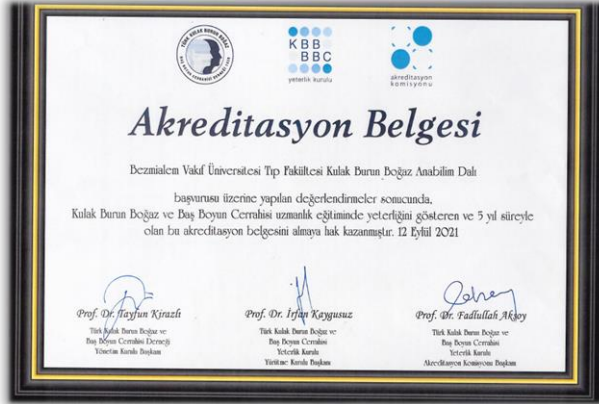 TÜRK KULAK BURUN BOĞAZ
KBB
BBC
yeterlik kurulu
akreditasyon
komisyonu
Akreditasyon Belgesi
Bezmialem Vakıf Üniversitesi Tıp Fakültesi Kulak Burun Boğaz Anabilim Dalı
başvurusu üzerine yapılan değerlendirmeler sonucunda,
Kulak Burun Boğaz ve Baş Boyun Cerrahisi uzmanlık eğitiminde yeterliğini gösteren ve 5 yıl süreyle
olan bu akreditasyon belgesini almaya hak kazanmıştır. 12 Eylül 2021
Prof. Dr. Tayfun Kirazlı
Türk Kulak Burun Boğaz ve
Baş Boyun Cerrahisi Derneği
Yönetim Kurulu Başkanı
Prof. Dr. İrfan Kaygusuz
Türk Kulak Burun Boğaz ve
Baş Boyun Cerrahisi
Yeterlik Kurulu
Yürütme Kurulu Başkanı
Prof. Dr. Fadlullah Aksoy
Türk Kulak Burun Boğaz ve
Baş Boyun Cerrahisi
Yeterlik Kurulu
Akreditasyon Komisyonu Başkanı